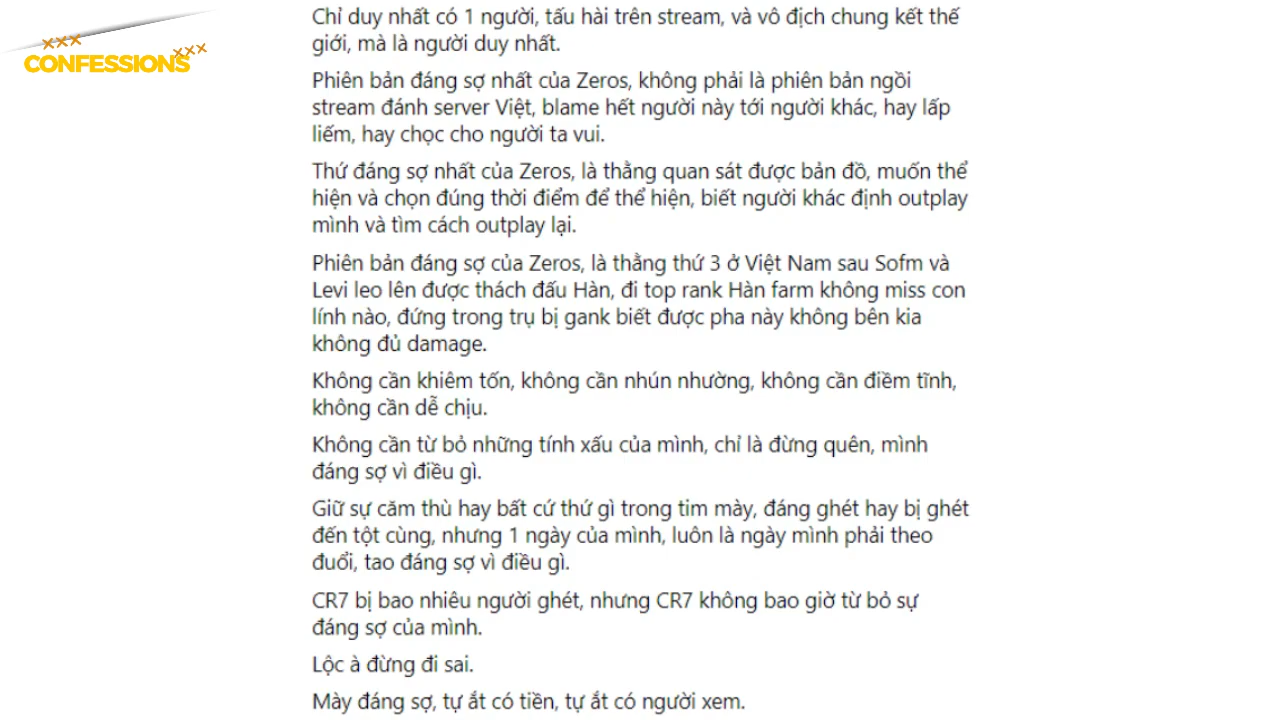 xxx
CONFESSIONS
xxx
Chỉ duy nhất có 1 người, tấu hài trên stream, và vô địch chung kết thế
giới, mà là người duy nhất.
Phiên bản đáng sợ nhất của Zeros, không phải là phiên bản ngồi
stream đánh server Việt, blame hết người này tới người khác, hay lấp
liếm, hay chọc cho người ta vui.
Thứ đáng sợ nhất của Zeros, là thằng quan sát được bản đồ, muốn thể
hiện và chọn đúng thời điểm để thể hiện, biết người khác định outplay
mình và tìm cách outplay lại.
Phiên bản đáng sợ của Zeros, là thằng thứ 3 ở Việt Nam sau Sofm và
Levi leo lên được thách đấu Hàn, đi top rank Hàn farm không miss con
lính nào, đứng trong trụ bị gank biết được pha này không bên kia
không đủ damage.
Không cần khiêm tốn, không cần nhún nhường, không cần điềm tĩnh,
không cần dễ chịu.
Không cần từ bỏ những tính xấu của mình, chỉ là đừng quên, mình
đáng sợ vì điều gì.
Giữ sự căm thù hay bất cứ thứ gì trong tim mày, đáng ghét hay bị ghét
đến tột cùng, nhưng 1 ngày của mình, luôn là ngày mình phải theo
đuổi, tao đáng sợ vì điều gì.
CR7 bị bao nhiêu người ghét, nhưng CR7 không bao giờ từ bỏ sự
đáng sợ của mình.
Lộc à đừng đi sai.
Mày đáng sợ, tự ắt có tiền, tự ắt có người xem.